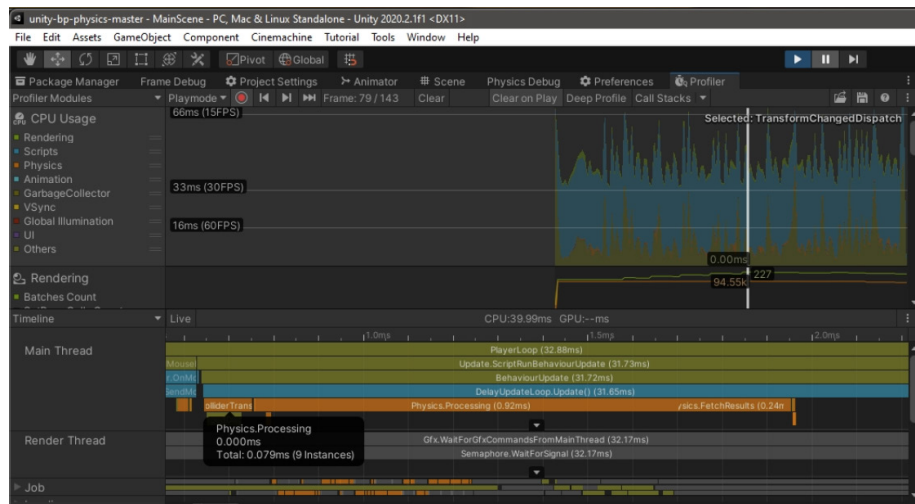 unity-bp-physics-master - MainScene - PC, Mac & Linux Standalone - Unity 2020.2.1f1 <DX11>
File Edit Assets GameObject Component Cinemachine Tutorial Tools Window Help
Pivot Global
Package Manager Frame Debug Project Settings Animator Scene Physics Debug Preferences Profiler
Profiler Modules Playmode Frame: 79 / 143 Clear Clear on Play Deep Profile Call Stacks
CPU Usage
66ms (15FPS)
Selected: TransformChangedDispatch
Rendering
Scripts
Physics
Animation
GarbageCollector
VSync
Global Illumination
UI
Others
33ms (30FPS)
16ms (60FPS)
0.00ms
Rendering
Batches Count
94.55k
227
Timeline Live CPU:39.99ms GPU:--ms
1.0ms 1.5ms 2.0ms
Main Thread
PlayerLoop (32.88ms)
Update.ScriptRunBehaviourUpdate (31.73ms)
BehaviourUpdate (31.72ms)
DelayUpdateLoop.Update() (31.65ms)
olliderTrans Physics.Processing (0.92ms) ysics.FetchResults (0.24m
Physics.Processing
0.000ms
Total: 0.079ms (9 Instances)
Render Thread
Gfx.WaitForGfxCommandsFromMainThread (32.17ms)
Semaphore.WaitForSignal (32.17ms)
Job